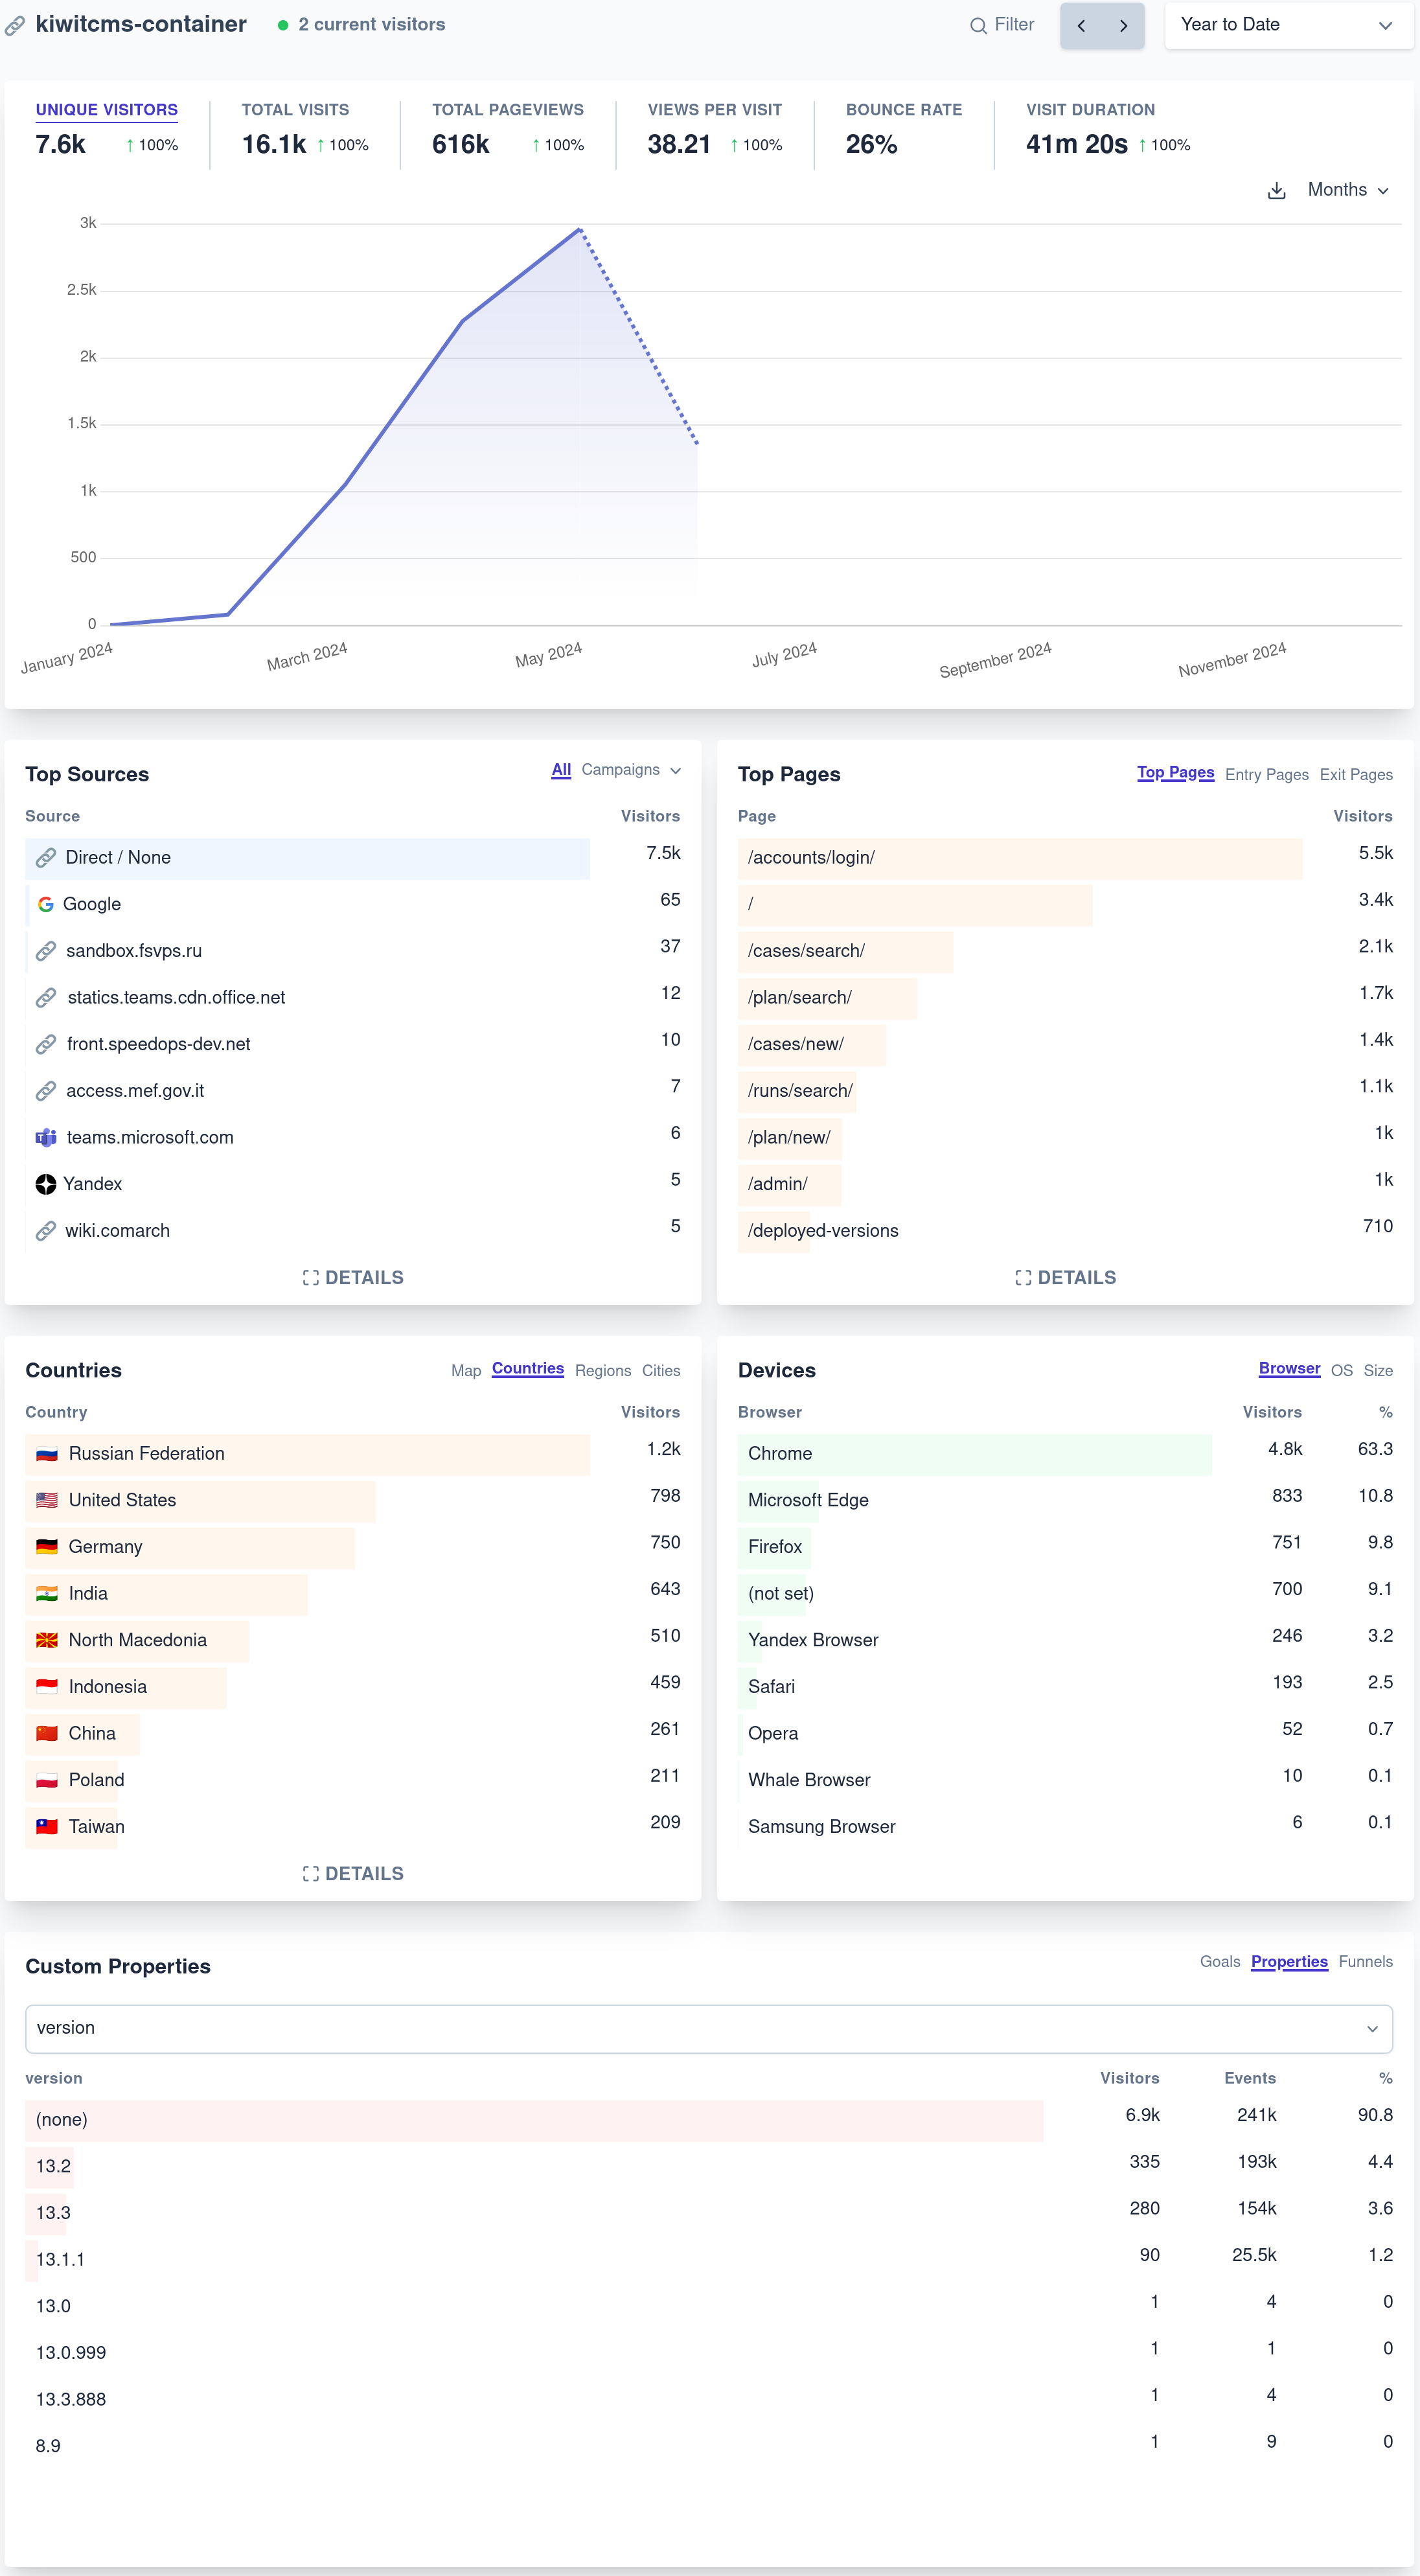 kiwitcms-container 2 current visitors Filter Year to Date
UNIQUE VISITORS TOTAL VISITS TOTAL PAGEVIEWS VIEWS PER VISIT BOUNCE RATE VISIT DURATION
7.6k ↑ 100% 16.1k ↑ 100% 616k ↑ 100% 38.21 ↑ 100% 26% 41m 20s ↑ 100%
Months
3k
2.5k
2k
1.5k
1k
500
0
January 2024 March 2024 May 2024 July 2024 September 2024 November 2024
Top Sources All Campaigns
Source Visitors
Direct / None 7.5k
Google 65
sandbox.fsvps.ru 37
statics.teams.cdn.office.net 12
front.speedops-dev.net 10
access.mef.gov.it 7
teams.microsoft.com 6
Yandex 5
wiki.comarch 5
DETAILS
Top Pages Top Pages Entry Pages Exit Pages
Page Visitors
/accounts/login/ 5.5k
/ 3.4k
/cases/search/ 2.1k
/plan/search/ 1.7k
/cases/new/ 1.4k
/runs/search/ 1.1k
/plan/new/ 1k
/admin/ 1k
/deployed-versions 710
DETAILS
Countries Map Countries Regions Cities
Country Visitors
Russian Federation 1.2k
United States 798
Germany 750
India 643
North Macedonia 510
Indonesia 459
China 261
Poland 211
Taiwan 209
DETAILS
Devices Browser OS Size
Browser Visitors %
Chrome 4.8k 63.3
Microsoft Edge 833 10.8
Firefox 751 9.8
(not set) 700 9.1
Yandex Browser 246 3.2
Safari 193 2.5
Opera 52 0.7
Whale Browser 10 0.1
Samsung Browser 6 0.1
Custom Properties Goals Properties Funnels
version
version Visitors Events %
(none) 6.9k 241k 90.8
13.2 335 193k 4.4
13.3 280 154k 3.6
13.1.1 90 25.5k 1.2
13.0 1 4 0
13.0.999 1 1 0
13.3.888 1 4 0
8.9 1 9 0